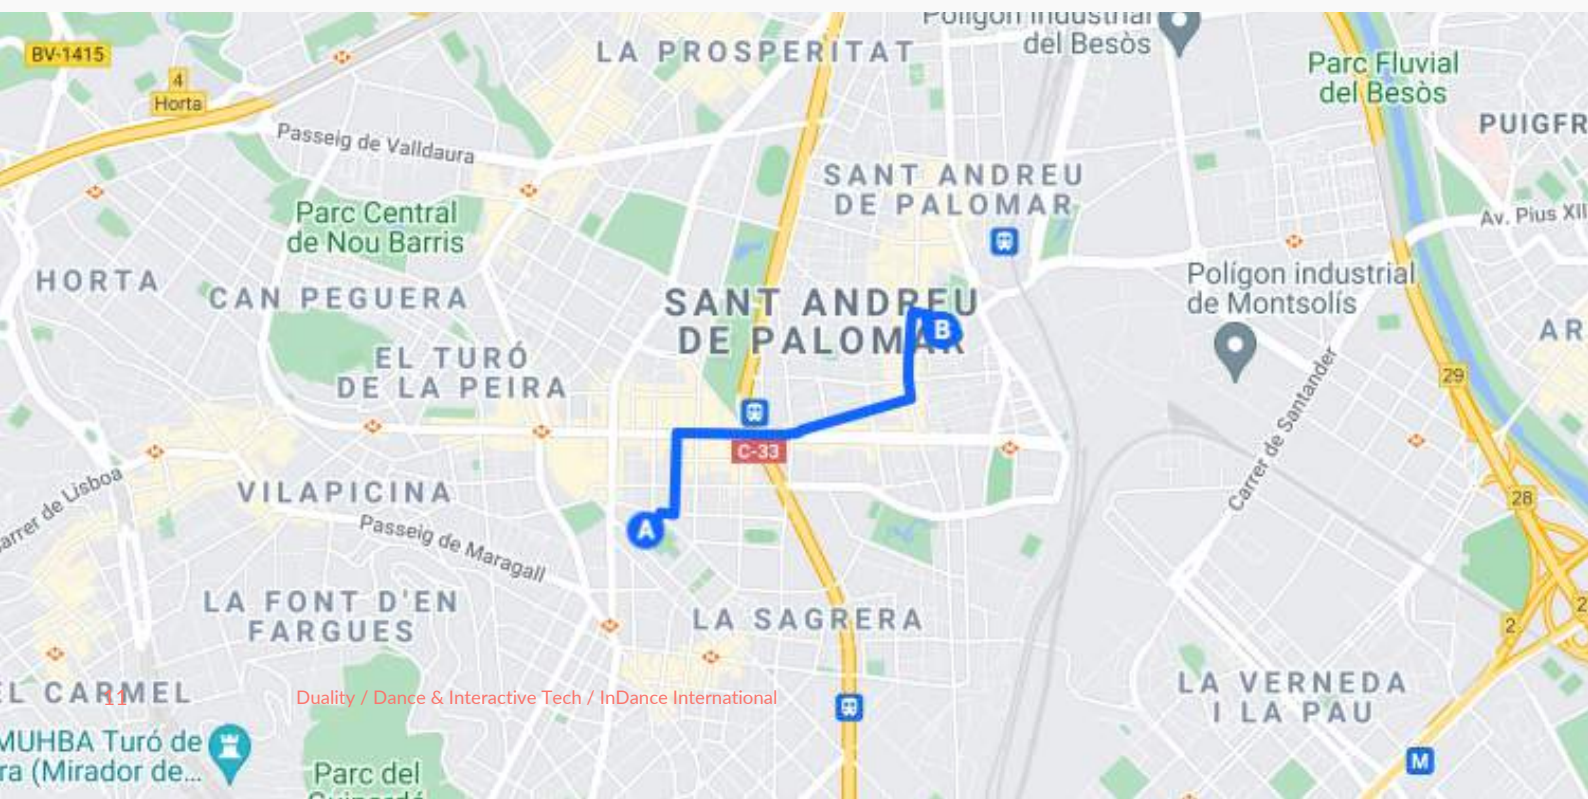 Polígon industrial
del Besòs
LA PROSPERITAT
BV-1415
4
Horta
Parc Fluvial
del Besòs
PUIGFR
Passeig de Valldaura
SANT ANDREU
DE PALOMAR
Parc Central
de Nou Barris
Av. Pius XII
HORTA
CAN PEGUERA
SANT ANDREU
DE PALOMAR
B
Polígon industrial
de Montsolís
AR
EL TURÓ
DE LA PEIRA
29
Carrer de Santander
C-33
arrer de Lisboa
VILAPICINA
Passeig de Maragall
A
28
LA FONT D'EN
FARGUES
LA SAGRERA
2
2
EL CARMEL
11
Duality / Dance & Interactive Tech / InDance International
LA VERNEDA
I LA PAU
MUHBA Turó de
ra (Mirador de...
M
Parc del